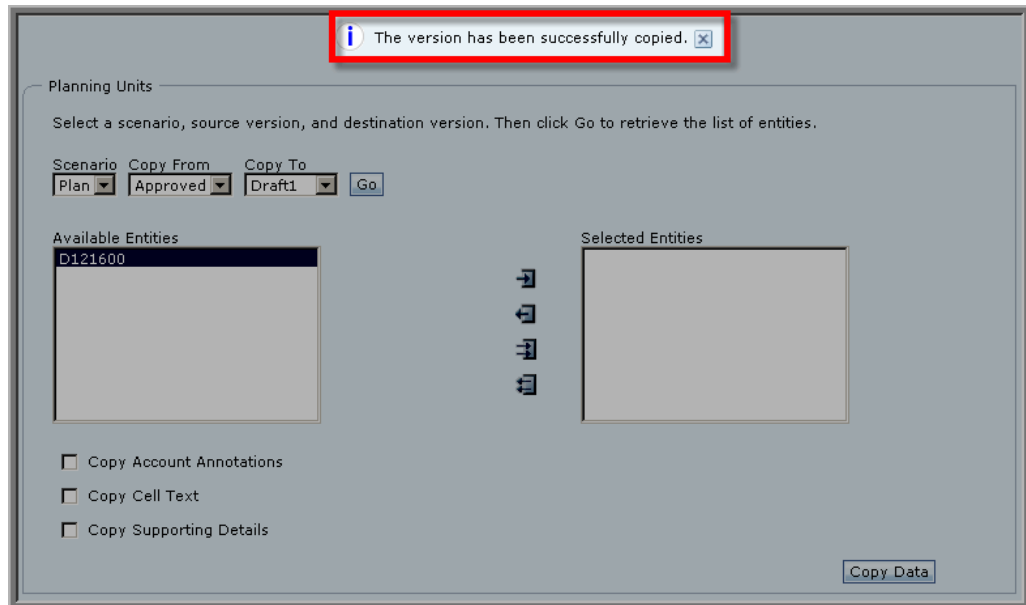 The version has been successfully copied.
Planning Units
Select a scenario, source version, and destination version. Then click Go to retrieve the list of entities.
Scenario Copy From Copy To
Plan Approved Draft1 Go
Available Entities Selected Entities
D121600
Copy Account Annotations
Copy Cell Text
Copy Supporting Details
Copy Data